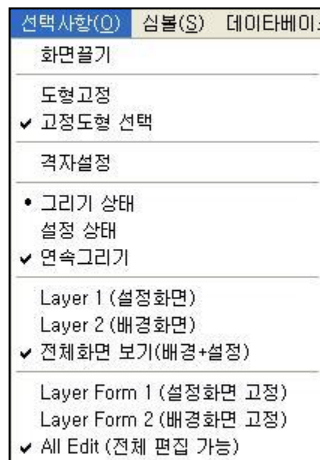 선택사항(O) 심볼(S) 데이타베이스
화면끌기
도형고정
고정도형 선택
격자설정
그리기 상태
설정 상태
연속그리기
Layer 1 (설정화면)
Layer 2 (배경화면)
전체화면 보기(배경+설정)
Layer Form 1 (설정화면 고정)
Layer Form 2 (배경화면 고정)
All Edit (전체 편집 가능)